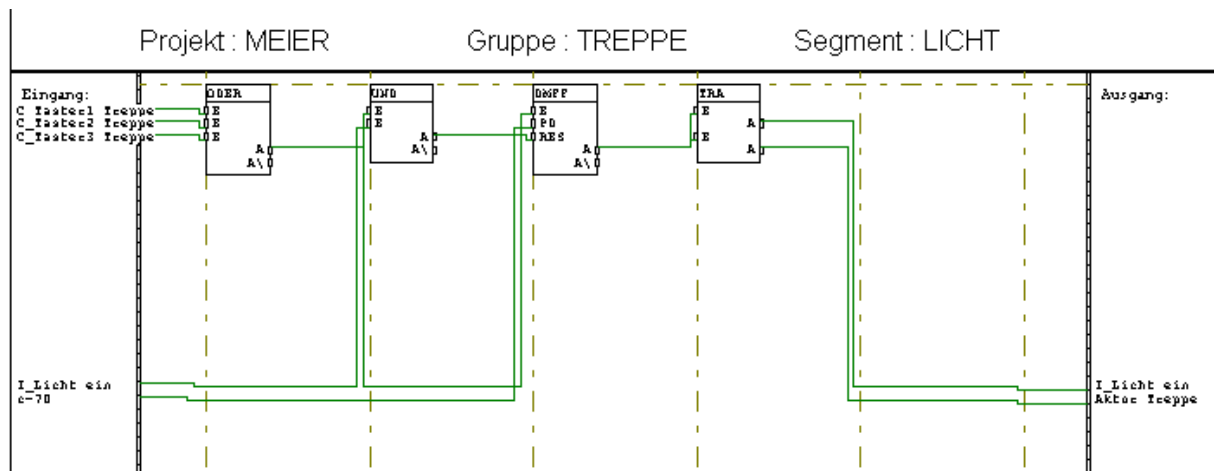 Projekt : MEIER Gruppe : TREPPE Segment : LICHT
Eingang:
C_Taster1 Treppe
C_Taster2 Treppe
C_Taster3 Treppe
I_Licht ein
c-70
ODER
E
E
E
A
A\
UND
E
E
A
A\
DMFF
E
PD
RES
A
A\
TRA
E
E
A
A
Ausgang:
I_Licht ein
Aktor Treppe